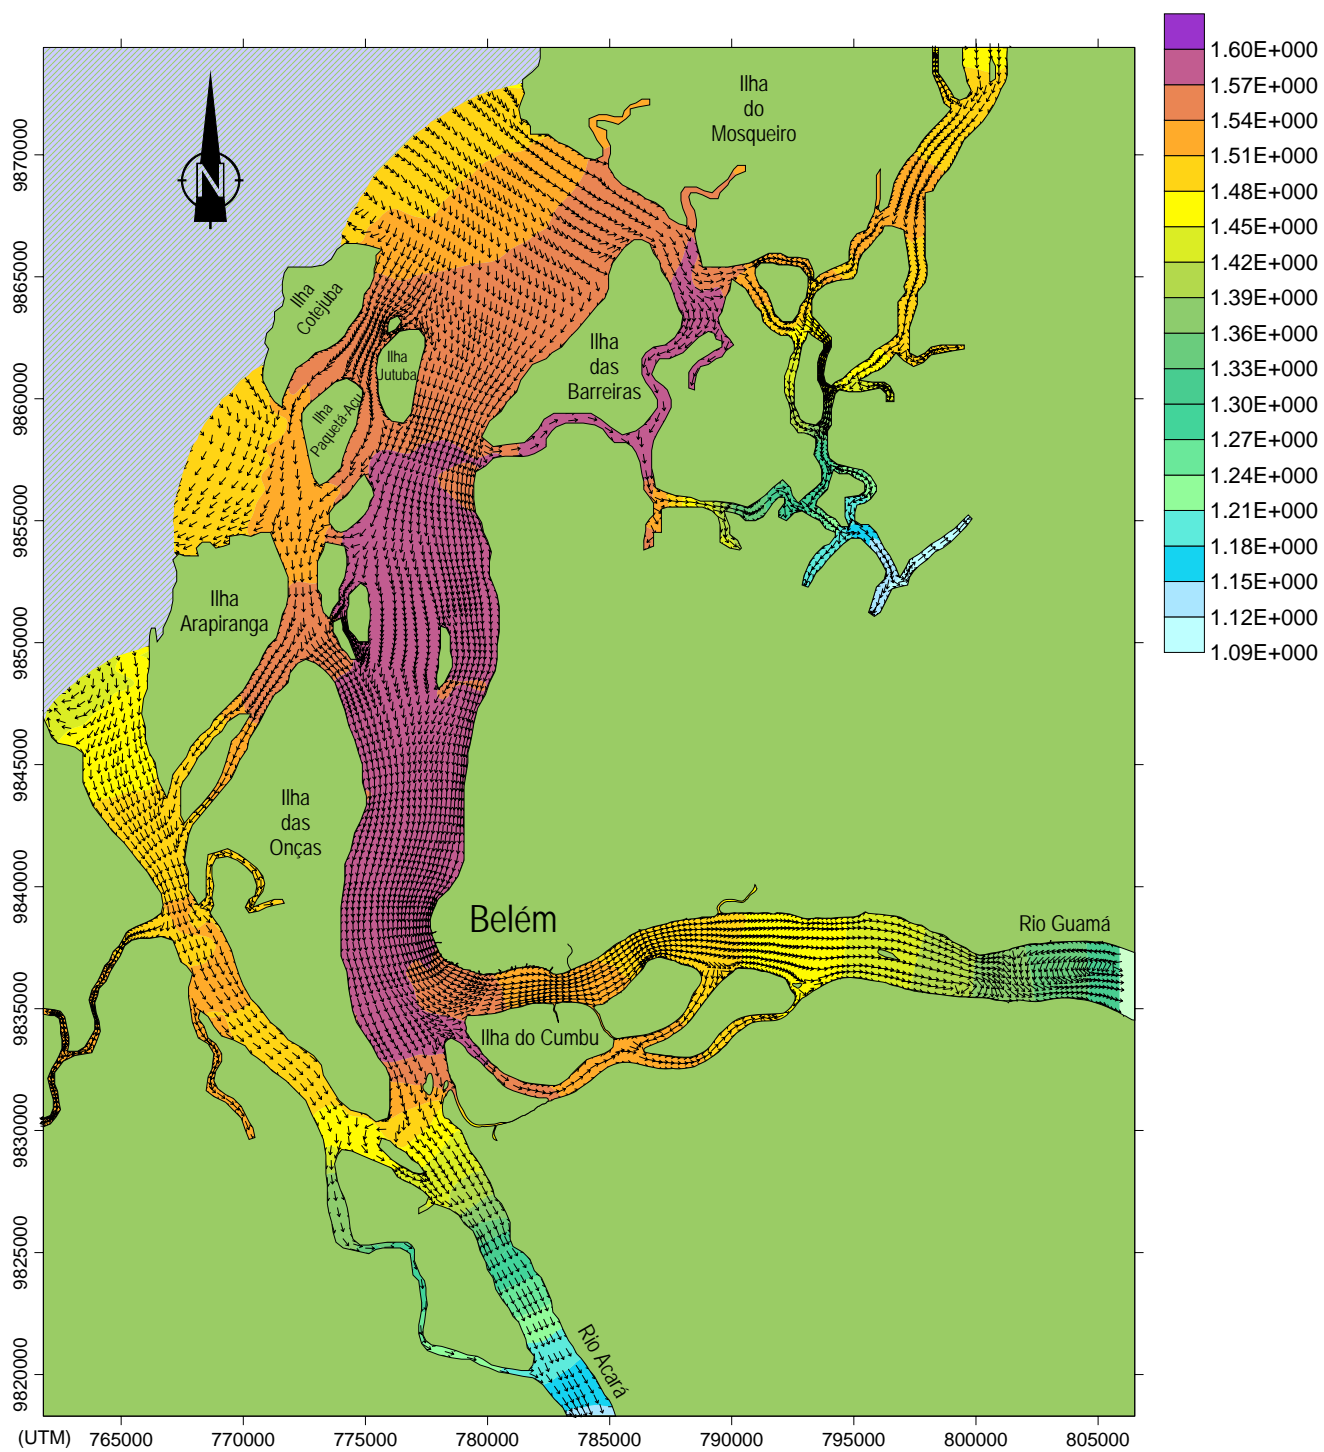 1.60E+000
1.57E+000
1.54E+000
1.51E+000
1.48E+000
1.45E+000
1.42E+000
1.39E+000
1.36E+000
1.33E+000
1.30E+000
1.27E+000
1.24E+000
1.21E+000
1.18E+000
1.15E+000
1.12E+000
1.09E+000
N
Ilha
do
Mosqueiro
Ilha
Cotejuba
Ilha
Jutuba
Ilha
Paquetá-Açu
Ilha
das
Barreiras
Ilha
Arapiranga
Ilha
das
Onças
Belém
Rio Guamá
Ilha do Cumbu
Rio Acará
9870000
9865000
9860000
9855000
9850000
9845000
9840000
9835000
9830000
9825000
9820000
(UTM)
765000
770000
775000
780000
785000
790000
795000
800000
805000